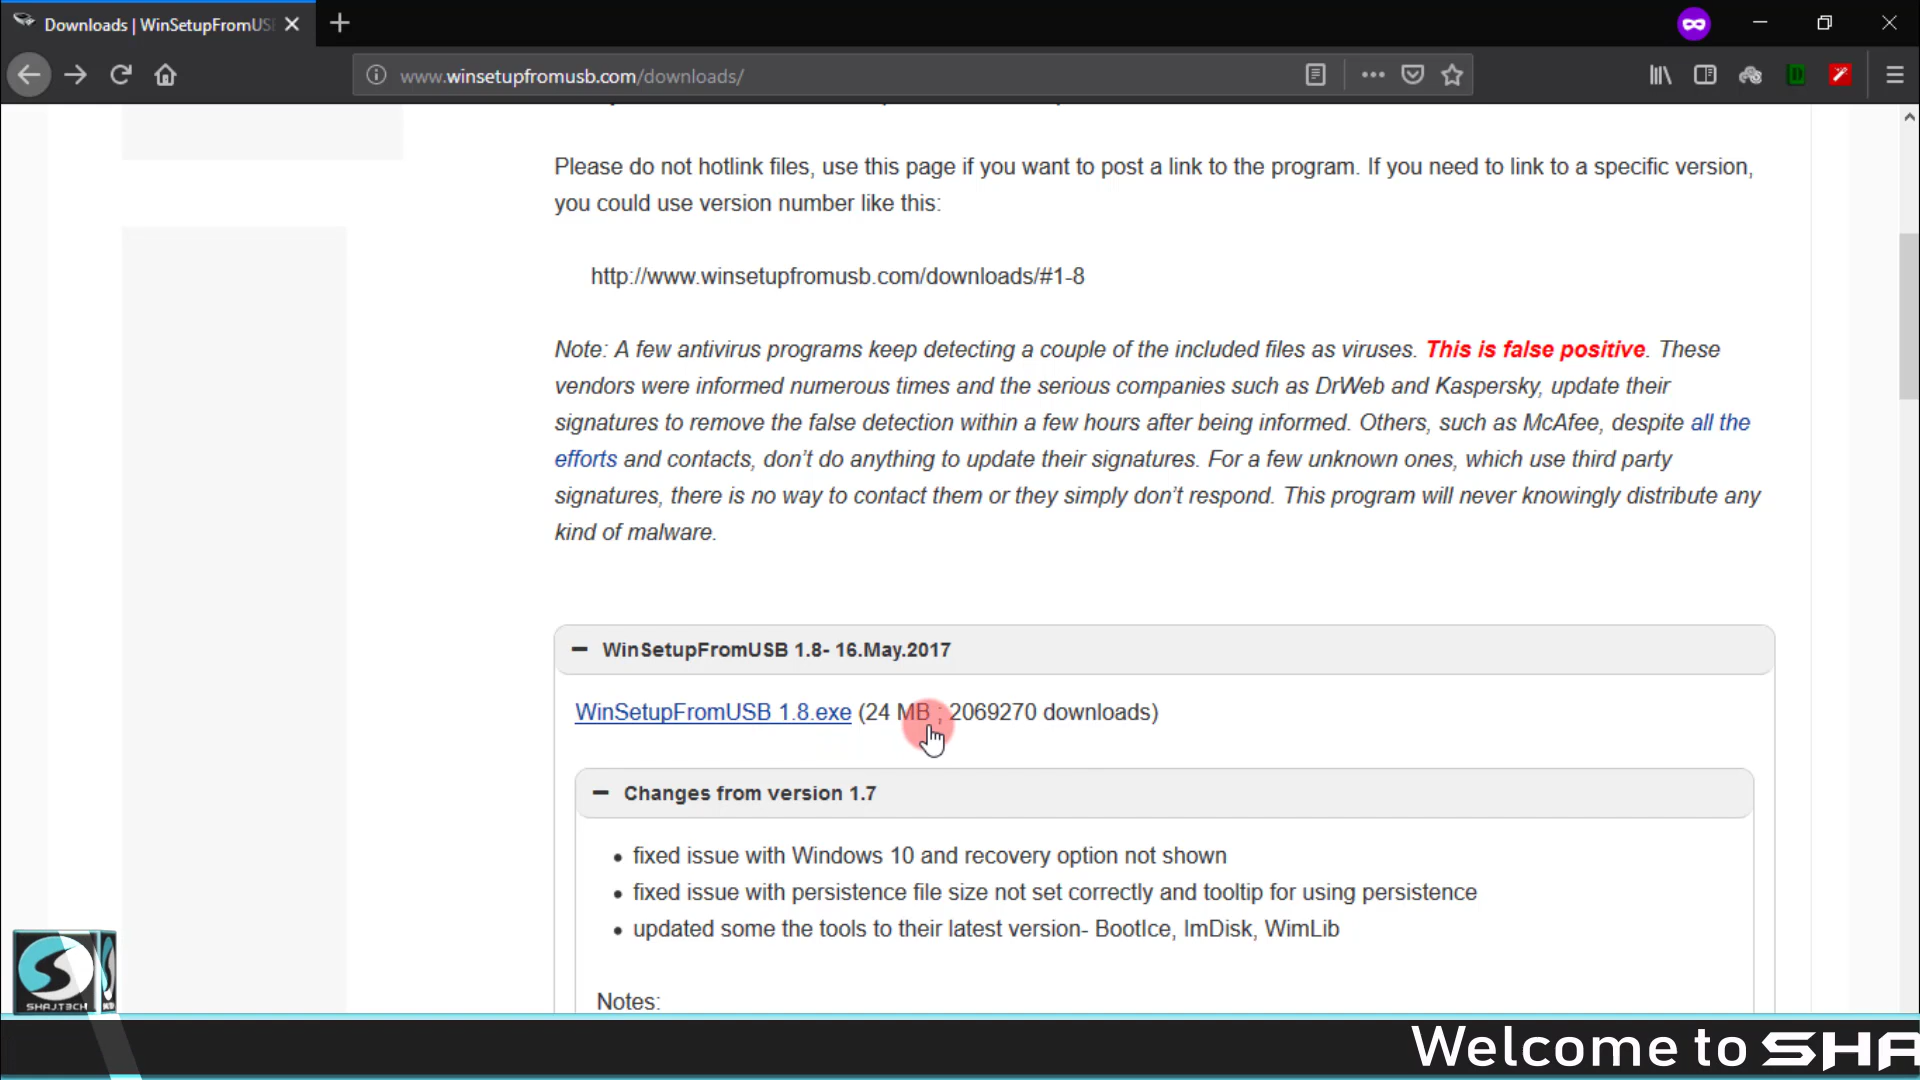 Downloads | WinSetupFromUS
www.winsetupfromusb.com/downloads/
Please do not hotlink files, use this page if you want to post a link to the program. If you need to link to a specific version,
you could use version number like this:
http://www.winsetupfromusb.com/downloads/#1-8
Note: A few antivirus programs keep detecting a couple of the included files as viruses. This is false positive. These
vendors were informed numerous times and the serious companies such as DrWeb and Kaspersky, update their
signatures to remove the false detection within a few hours after being informed. Others, such as McAfee, despite all the
efforts and contacts, don't do anything to update their signatures. For a few unknown ones, which use third party
signatures, there is no way to contact them or they simply don't respond. This program will never knowingly distribute any
kind of malware.
WinSetupFromUSB 1.8- 16.May.2017
WinSetupFromUSB 1.8.exe (24 MB ; 2069270 downloads)
Changes from version 1.7
• fixed issue with Windows 10 and recovery option not shown
• fixed issue with persistence file size not set correctly and tooltip for using persistence
• updated some the tools to their latest version- BootIce, ImDisk, WimLib
Notes:
SHAJTECH
Welcome to SHA